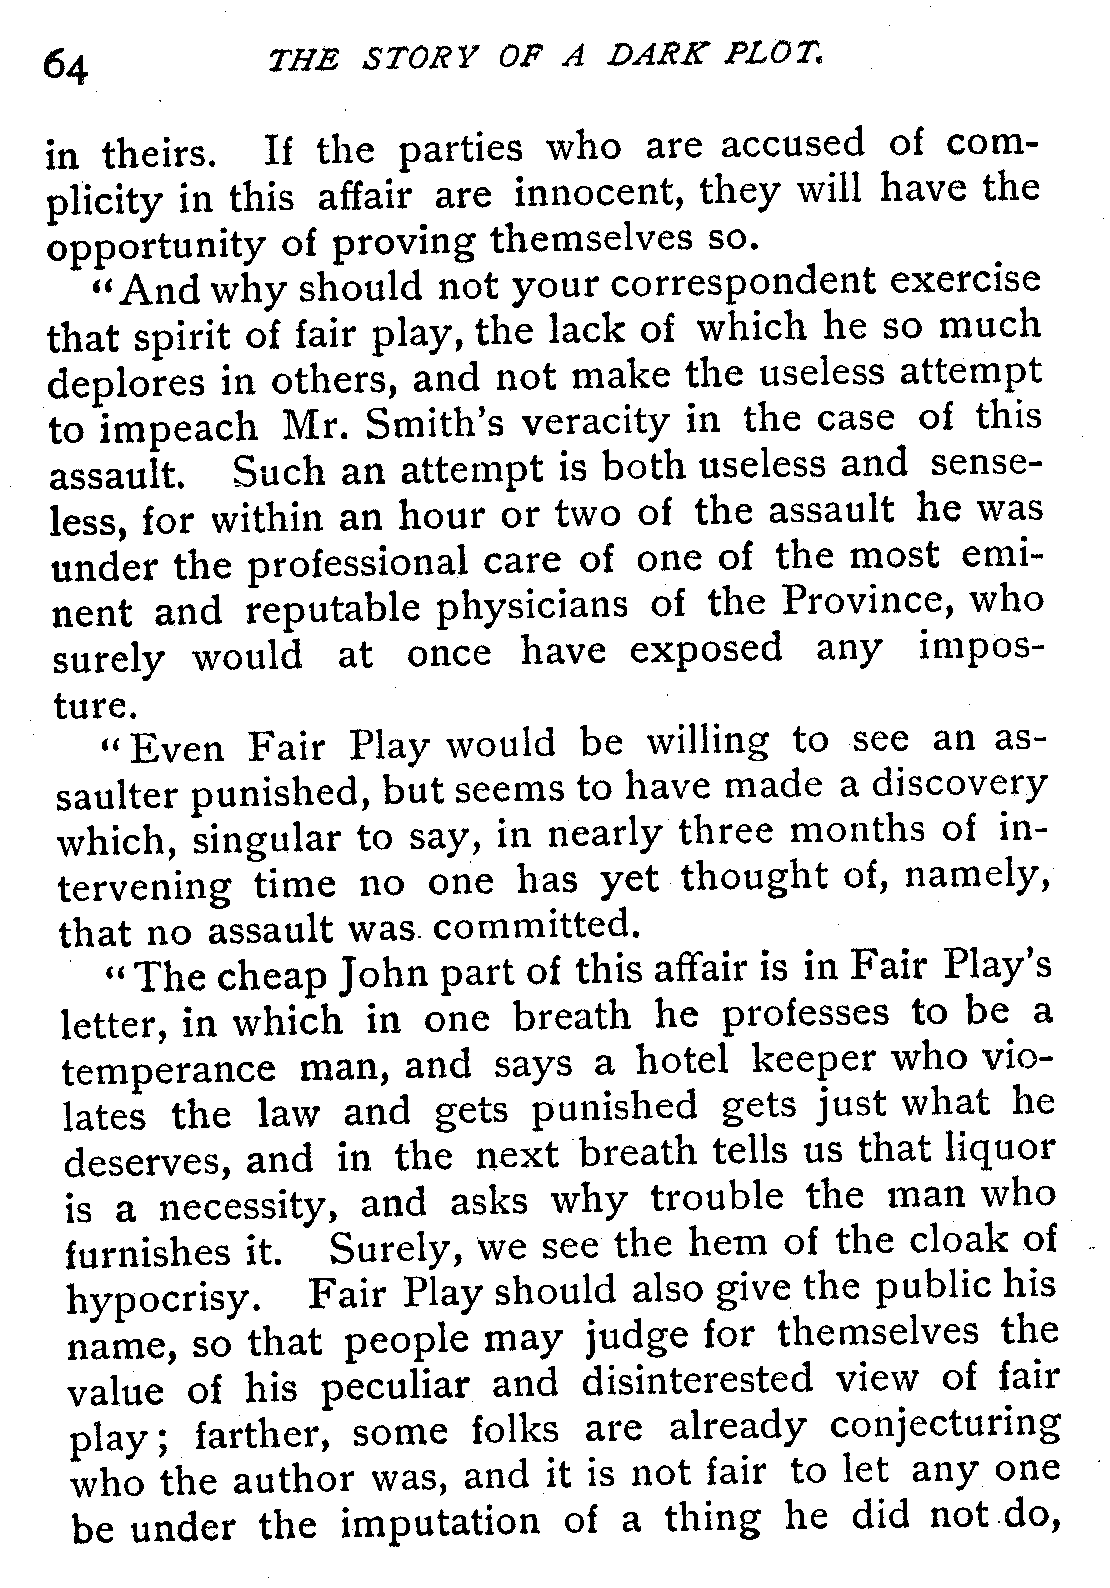 64 THE STORY OF A DARK PLOT.
in theirs. If the parties who are accused of com-
plicity in this affair are innocent, they will have the
opportunity of proving themselves so.
"And why should not your correspondent exercise
that spirit of fair play, the lack of which he so much
deplores in others, and not make the useless attempt
to impeach Mr. Smith's veracity in the case of this
assault. Such an attempt is both useless and sense-
less, for within an hour or two of the assault he was
under the professional care of one of the most emi-
nent and reputable physicians of the Province, who
surely would at once have exposed any impos-
ture.
"Even Fair Play would be willing to see an as-
saulter punished, but seems to have made a discovery
which, singular to say, in nearly three months of in-
tervening time no one has yet thought of, namely,
that no assault was committed.
"The cheap John part of this affair is in Fair Play's
letter, in which in one breath he professes to be a
temperance man, and says a hotel keeper who vio-
lates the law and gets punished gets just what he
deserves, and in the next breath tells us that liquor
is a necessity, and asks why trouble the man who
furnishes it. Surely, we see the hem of the cloak of
hypocrisy. Fair Play should also give the public his
name, so that people may judge for themselves the
value of his peculiar and disinterested view of fair
play; farther, some folks are already conjecturing
who the author was, and it is not fair to let any one
be under the imputation of a thing he did not do,